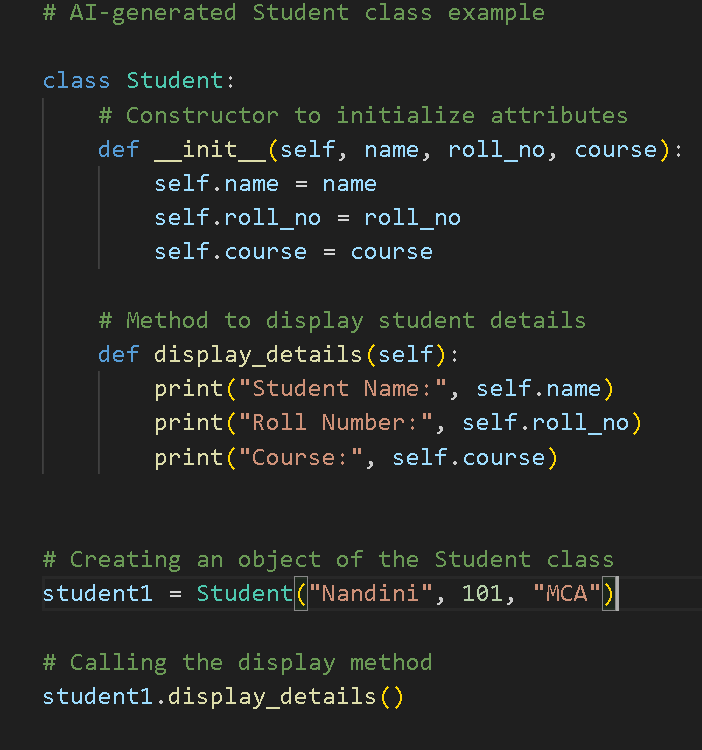 # AI-generated Student class example
class Student:
    # Constructor to initialize attributes
    def __init__(self, name, roll_no, course):
        self.name = name
        self.roll_no = roll_no
        self.course = course
    # Method to display student details
    def display_details(self):
        print("Student Name:", self.name)
        print("Roll Number:", self.roll_no)
        print("Course:", self.course)
# Creating an object of the Student class
student1 = Student("Nandini", 101, "MCA")
# Calling the display method
student1.display_details()